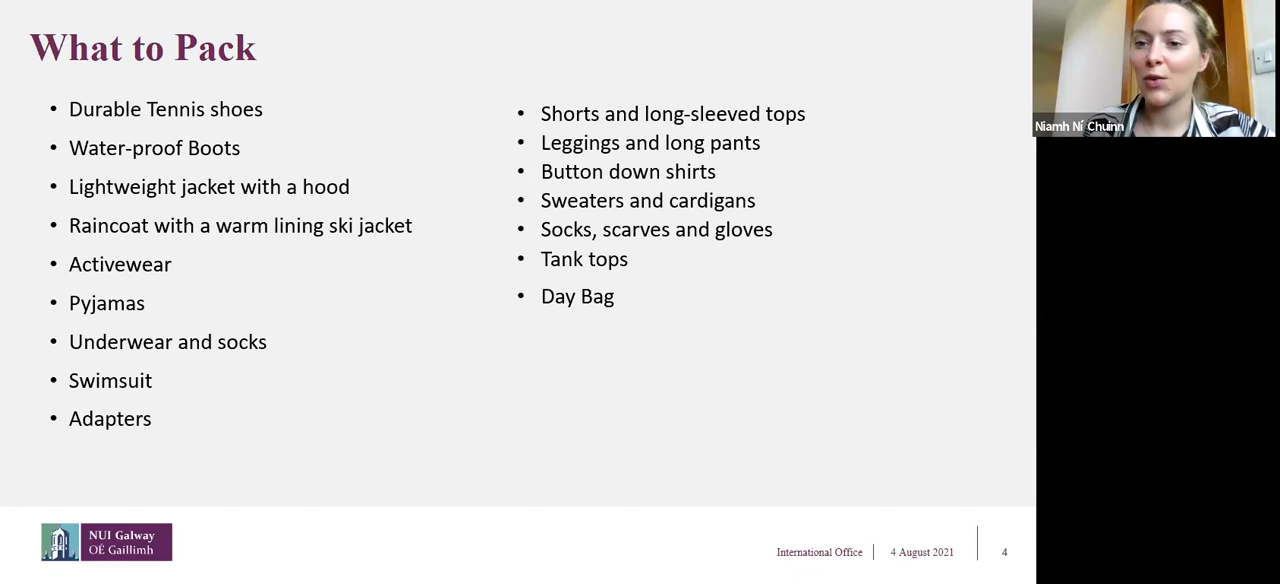 What to Pack
• Durable Tennis shoes
• Water-proof Boots
• Lightweight jacket with a hood
• Raincoat with a warm lining ski jacket
• Activewear
• Pyjamas
• Underwear and socks
• Swimsuit
• Adapters
• Shorts and long-sleeved tops
• Leggings and long pants
• Button down shirts
• Sweaters and cardigans
• Socks, scarves and gloves
• Tank tops
• Day Bag
Niamh Ní Chuinn
NUI Galway
OÉ Gaillimh
International Office
4 August 2021
4